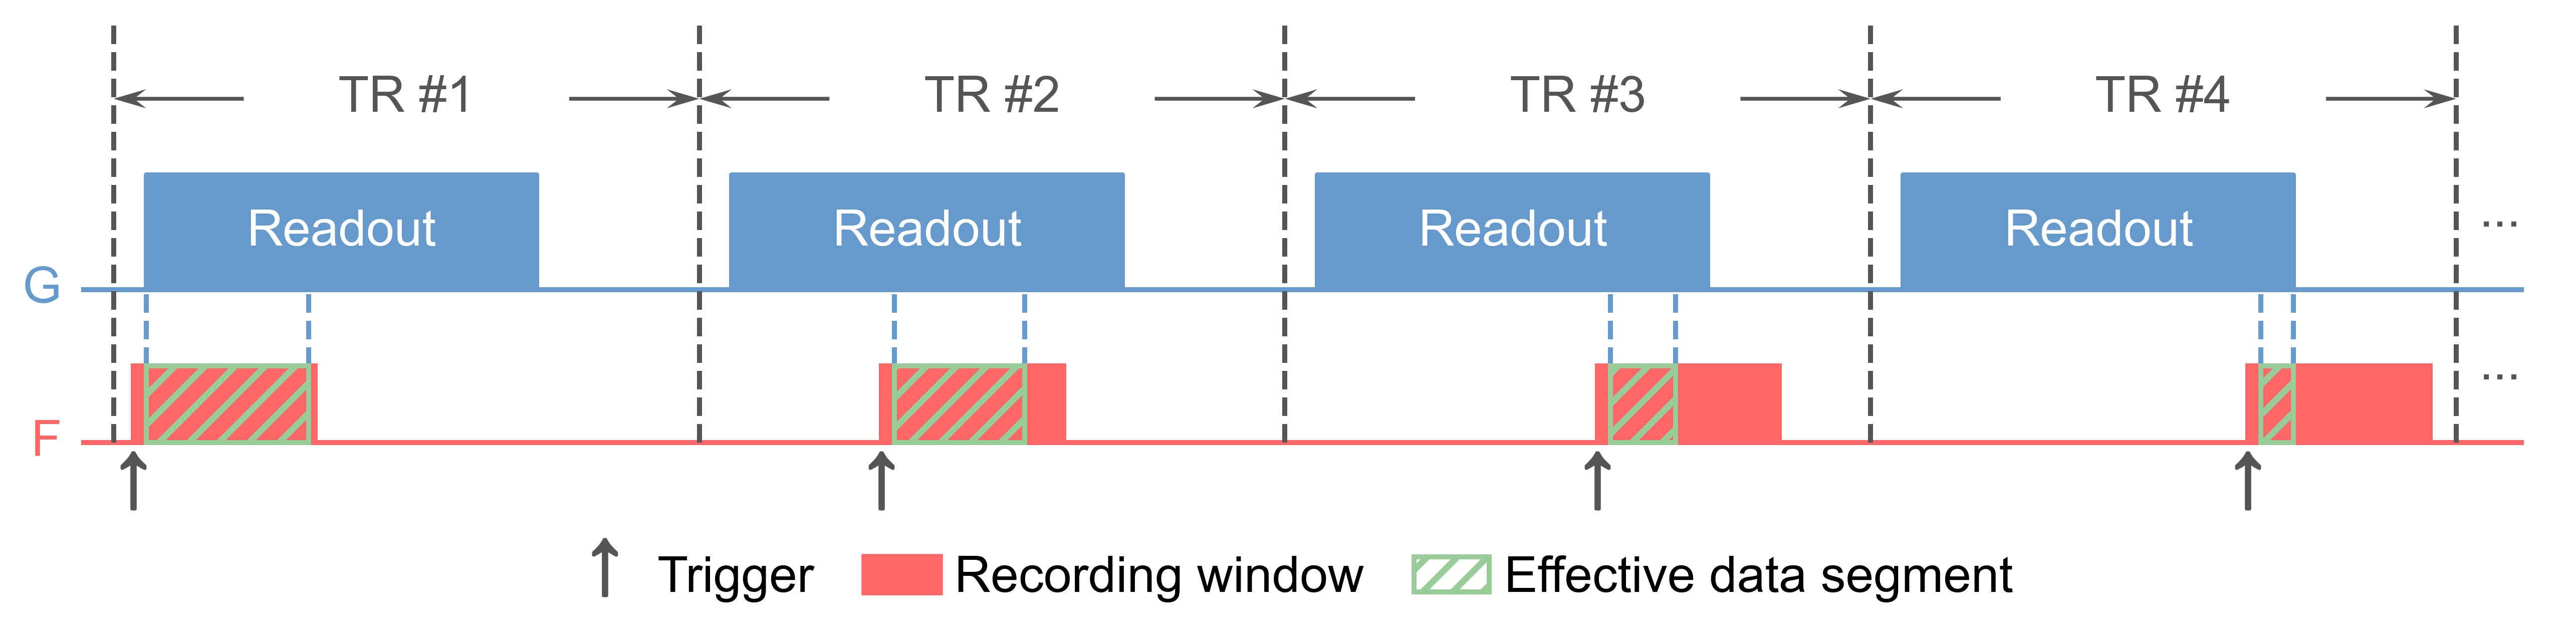 TR #1 TR #2 TR #3 TR #4
Readout Readout Readout Readout ...
G
...
F
Trigger Recording window Effective data segment